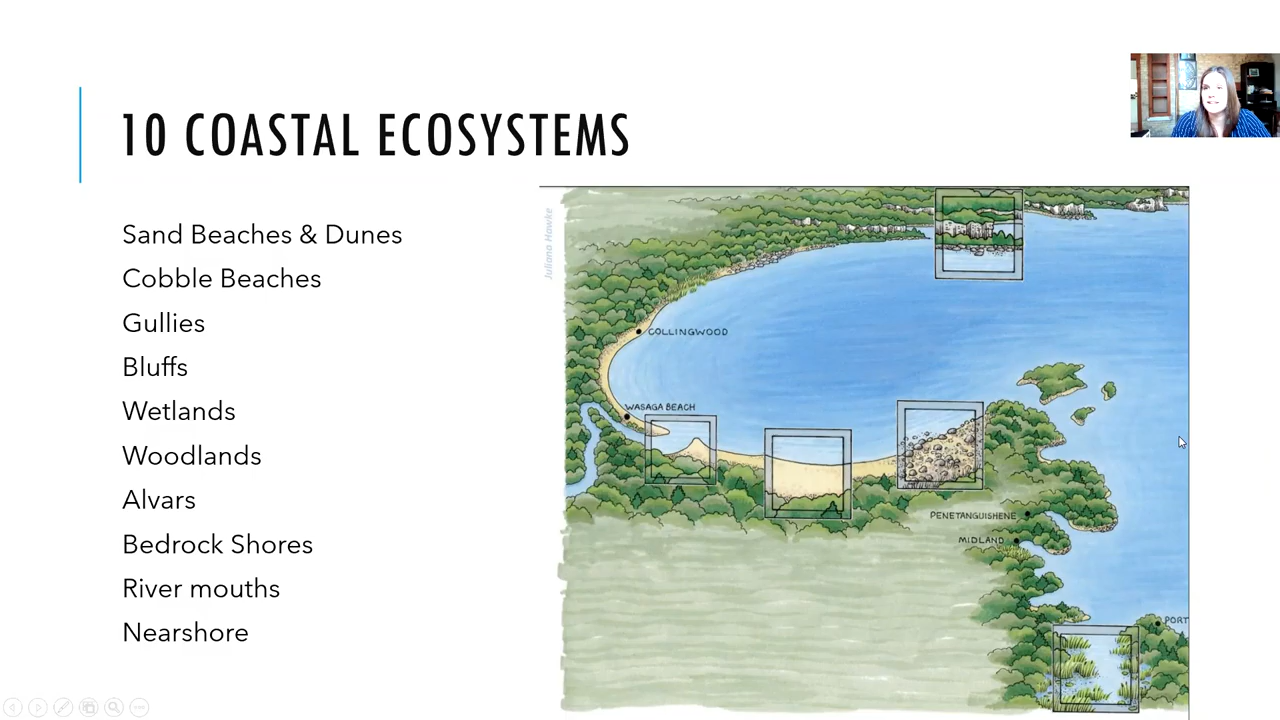 10 COASTAL ECOSYSTEMS
Sand Beaches & Dunes
Cobble Beaches
Gullies
Bluffs
Wetlands
Woodlands
Alvars
Bedrock Shores
River mouths
Nearshore
Juliana Hawke
COLLINGWOOD
WASAGA BEACH
PENETANGUISHENE
MIDLAND
PORT